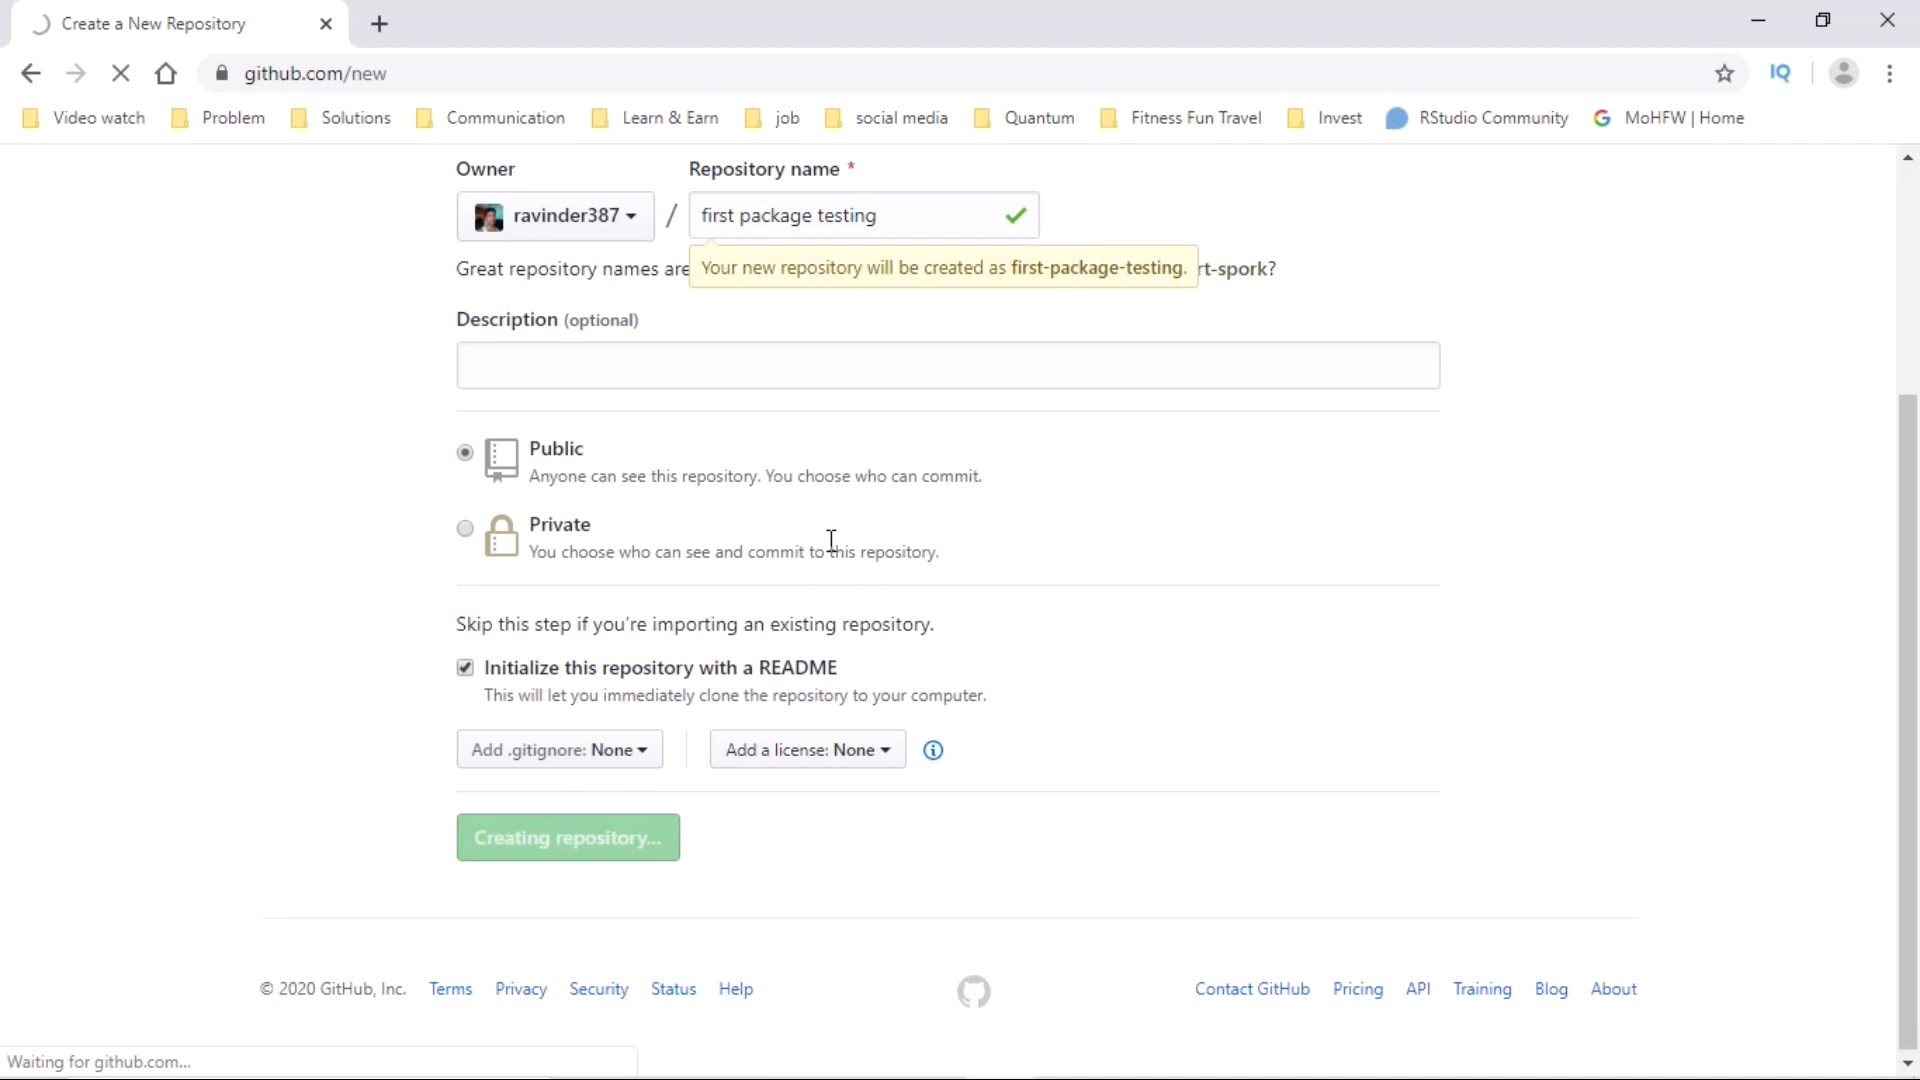 Create a New Repository
github.com/new
IQ
Video watch Problem Solutions Communication Learn & Earn job social media Quantum Fitness Fun Travel Invest RStudio Community MoHFW | Home
Owner Repository name *
ravinder387 / first package testing
Great repository names are Your new repository will be created as first-package-testing. rt-spork?
Description (optional)
Public
Anyone can see this repository. You choose who can commit.
Private
You choose who can see and commit to this repository.
Skip this step if you're importing an existing repository.
Initialize this repository with a README
This will let you immediately clone the repository to your computer.
Add .gitignore: None Add a license: None
Creating repository...
© 2020 GitHub, Inc. Terms Privacy Security Status Help Contact GitHub Pricing API Training Blog About
Waiting for github.com...